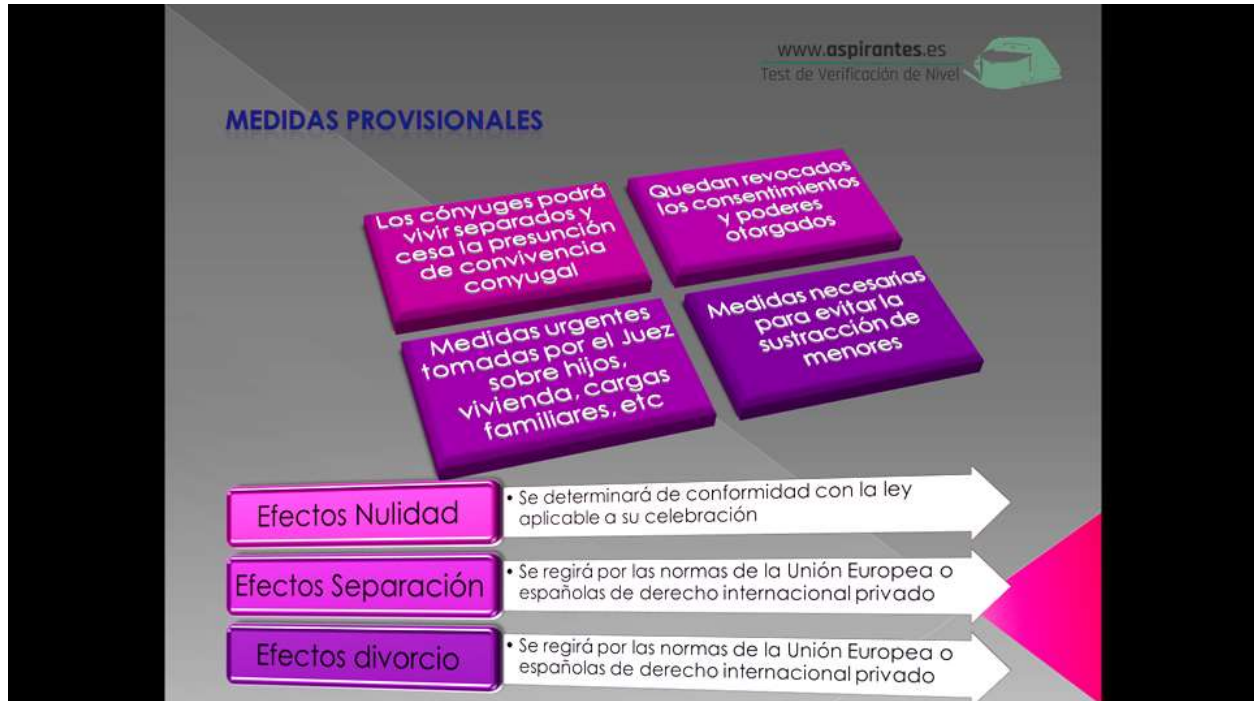 www.aspirantes.es
Test de Verificación de Nivel
MEDIDAS PROVISIONALES
Los cónyuges podrá
vivir separados y
cesa la presunción
de convivencia
conyugal
Quedan revocados
los consentimientos
y poderes
otorgados
Medidas urgentes
tomadas por el Juez
sobre hijos,
vivienda, cargas
familiares, etc
Medidas necesarias
para evitar la
sustracción de
menores
Efectos Nulidad
• Se determinará de conformidad con la ley
aplicable a su celebración
Efectos Separación
• Se regirá por las normas de la Unión Europea o
españolas de derecho internacional privado
Efectos divorcio
• Se regirá por las normas de la Unión Europea o
españolas de derecho internacional privado